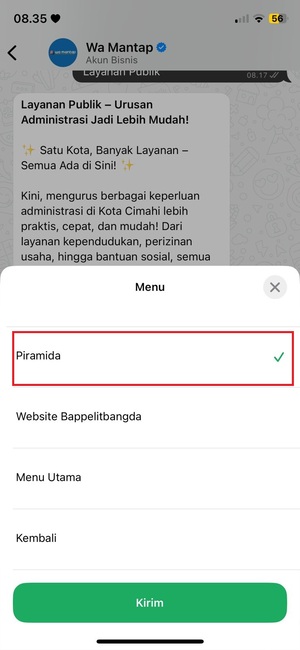 08.35
56
Wa Mantap
Akun Bisnis
Layanan Publik
08.17
Layanan Publik – Urusan
Administrasi Jadi Lebih Mudah!
✨ Satu Kota, Banyak Layanan –
Semua Ada di Sini! ✨
Kini, mengurus berbagai keperluan
administrasi di Kota Cimahi lebih
praktis, cepat, dan mudah! Dari
layanan kependudukan, perizinan
usaha, hingga bantuan sosial, semua
Menu
Piramida
Website Bappelitbangda
Menu Utama
Kembali
Kirim